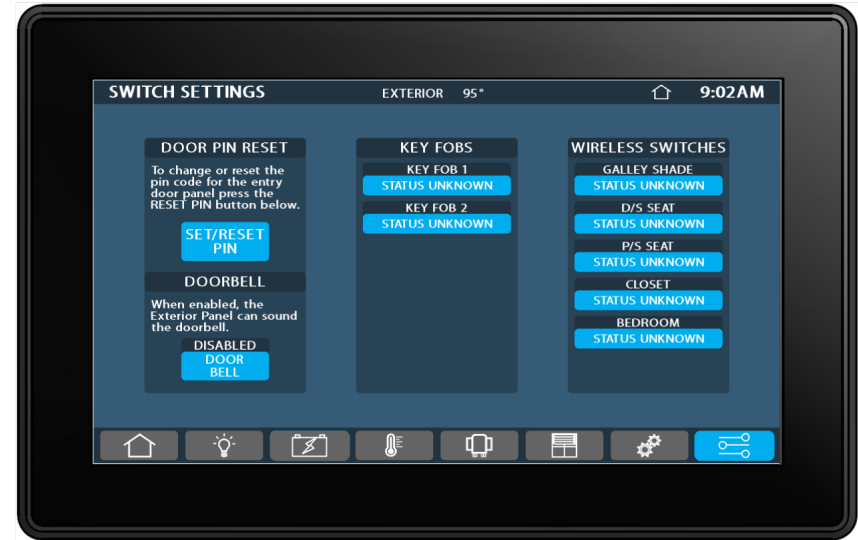 SWITCH SETTINGS
EXTERIOR 95°
9:02AM
DOOR PIN RESET
To change or reset the
pin code for the entry
door panel press the
RESET PIN button below.
SET/RESET
PIN
DOORBELL
When enabled, the
Exterior Panel can sound
the doorbell.
DISABLED
DOOR
BELL
KEY FOBS
KEY FOB 1
STATUS UNKNOWN
KEY FOB 2
STATUS UNKNOWN
WIRELESS SWITCHES
GALLEY SHADE
STATUS UNKNOWN
D/S SEAT
STATUS UNKNOWN
P/S SEAT
STATUS UNKNOWN
CLOSET
STATUS UNKNOWN
BEDROOM
STATUS UNKNOWN